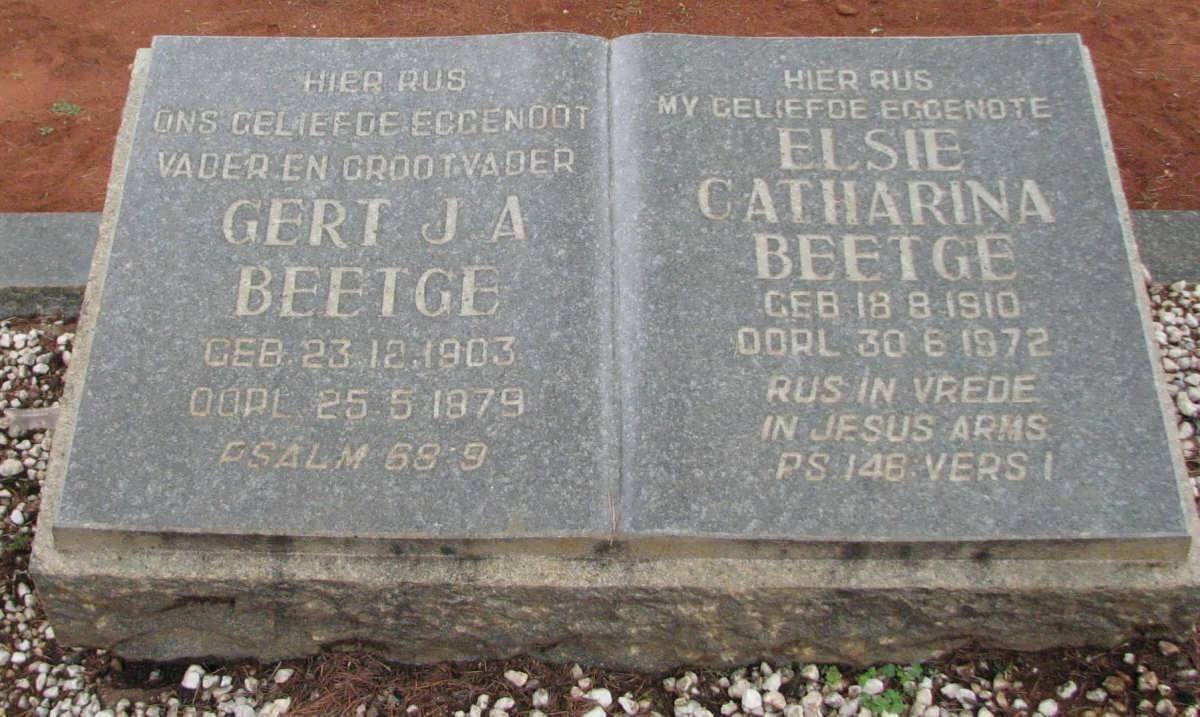 HIER RUS
ONS GELIEFDE EGGENOOT
VADER EN GROOTVADER
GERT J A
BEETGE
GEB 23 12 1903
OORL 25 5 1879
PSALM 68:9
HIER RUS
MY GELIEFDE EGGENOTE
ELSIE
CATHARINA
BEETGE
GEB 18 8 1910
OORL 30 6 1972
RUS IN VREDE
IN JESUS ARMS
PS. 146 VERS 1